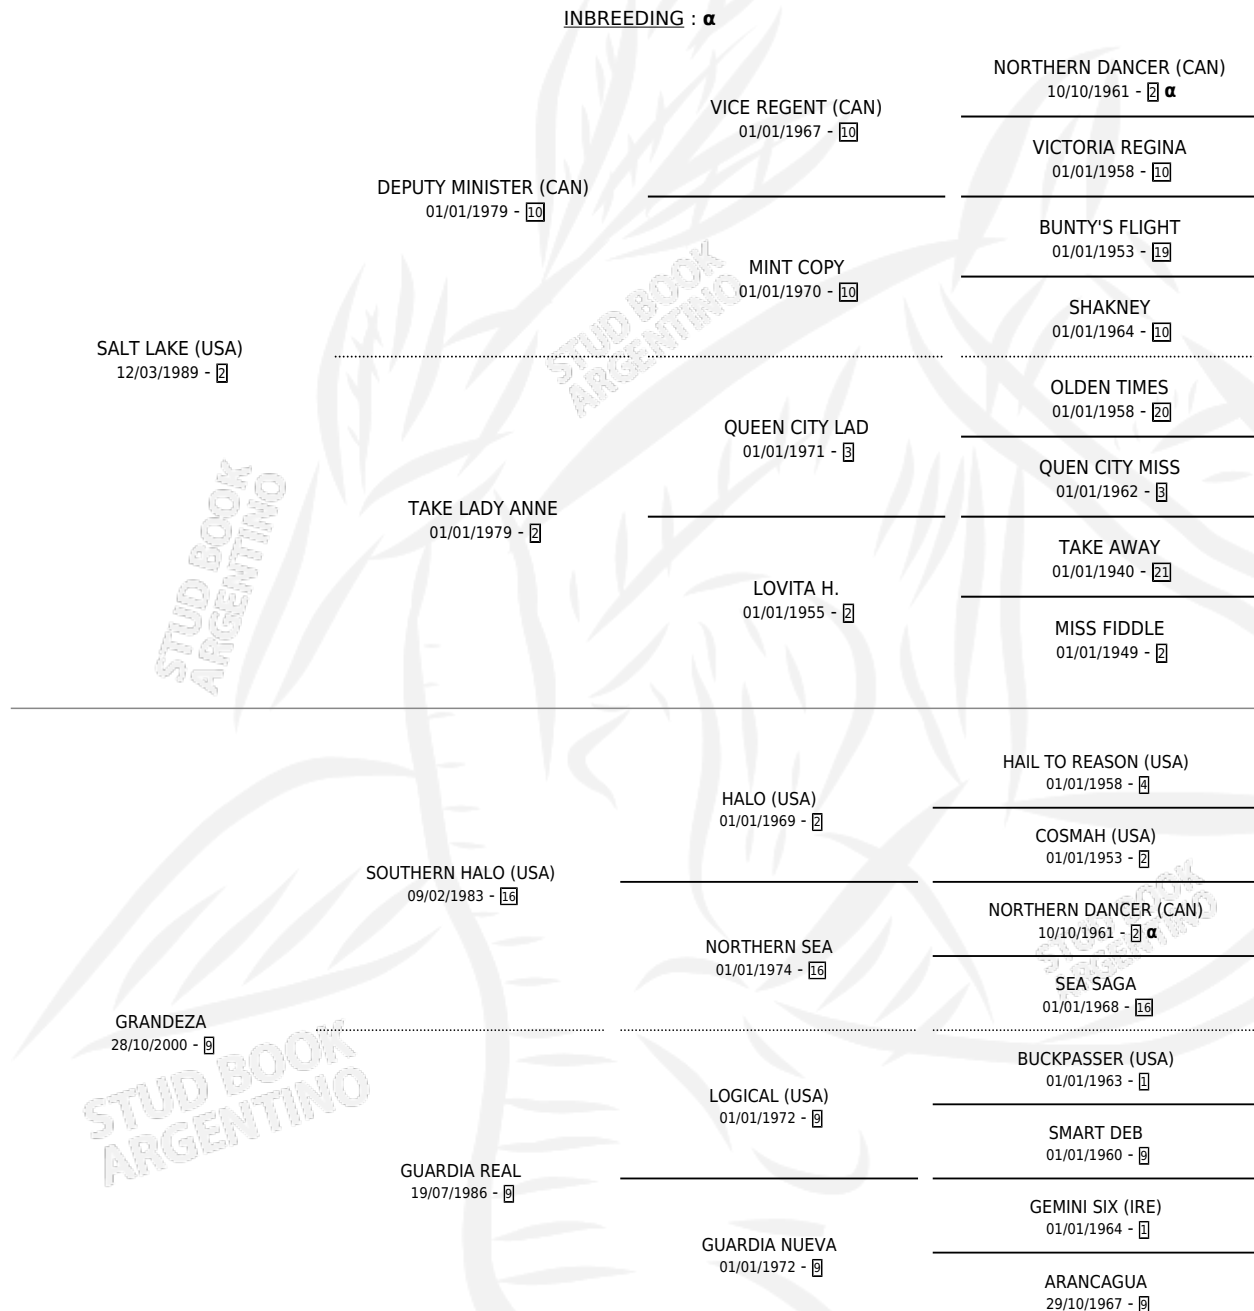 INBREEDING : α
NORTHERN DANCER (CAN)
10/10/1961 - 2 α
VICE REGENT (CAN)
01/01/1967 - 10
VICTORIA REGINA
01/01/1958 - 10
DEPUTY MINISTER (CAN)
01/01/1979 - 10
BUNTY'S FLIGHT
01/01/1953 - 19
MINT COPY
01/01/1970 - 10
SHAKNEY
01/01/1964 - 10
SALT LAKE (USA)
12/03/1989 - 2
OLDEN TIMES
01/01/1958 - 20
QUEEN CITY LAD
01/01/1971 - 3
QUEN CITY MISS
01/01/1962 - 3
TAKE LADY ANNE
01/01/1979 - 2
TAKE AWAY
01/01/1940 - 21
LOVITA H.
01/01/1955 - 2
MISS FIDDLE
01/01/1949 - 2
HAIL TO REASON (USA)
01/01/1958 - 4
HALO (USA)
01/01/1969 - 2
COSMAH (USA)
01/01/1953 - 2
SOUTHERN HALO (USA)
09/02/1983 - 16
NORTHERN DANCER (CAN)
10/10/1961 - 2 α
NORTHERN SEA
01/01/1974 - 16
SEA SAGA
01/01/1968 - 16
GRANDEZA
28/10/2000 - 9
BUCKPASSER (USA)
01/01/1963 - 1
LOGICAL (USA)
01/01/1972 - 9
SMART DEB
01/01/1960 - 9
GUARDIA REAL
19/07/1986 - 9
GEMINI SIX (IRE)
01/01/1964 - 1
GUARDIA NUEVA
01/01/1972 - 9
ARANCAGUA
29/10/1967 - 9
STUD BOOK
ARGENTINO
STUD BOOK
ARGENTINO
STUD BOOK
ARGENTINO
STUD BOOK
ARGENTINO